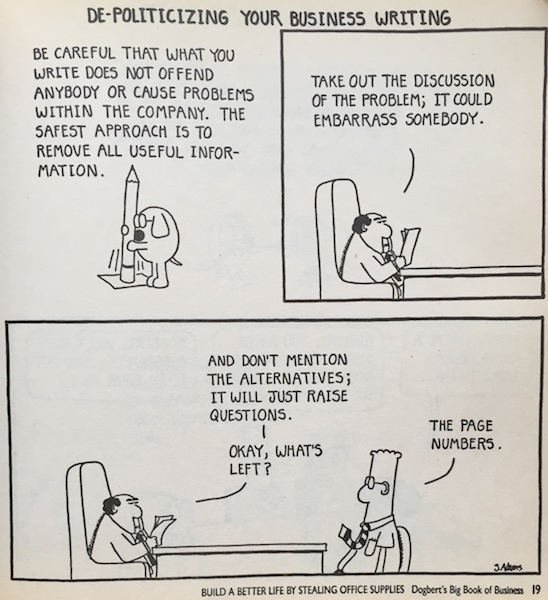 DE-POLITICIZING YOUR BUSINESS WRITING
BE CAREFUL THAT WHAT YOU
WRITE DOES NOT OFFEND
ANYBODY OR CAUSE PROBLEMS
WITHIN THE COMPANY. THE
SAFEST APPROACH IS TO
REMOVE ALL USEFUL INFOR-
MATION.
TAKE OUT THE DISCUSSION
OF THE PROBLEM; IT COULD
EMBARRASS SOMEBODY.
AND DON'T MENTION
THE ALTERNATIVES;
IT WILL JUST RAISE
QUESTIONS.
OKAY, WHAT'S
LEFT?
THE PAGE
NUMBERS.
S.Adams
BUILD A BETTER LIFE BY STEALING OFFICE SUPPLIES Dogbert's Big Book of Business 19